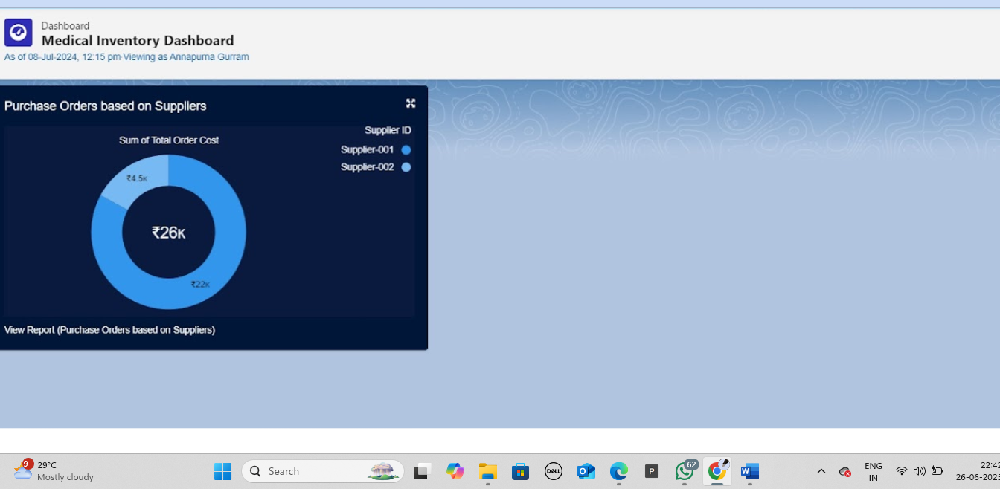 Dashboard
Medical Inventory Dashboard
As of 08-Jul-2024, 12:15 pm·Viewing as Annapurna Gurram
Purchase Orders based on Suppliers
Supplier ID
Sum of Total Order Cost
Supplier-001
Supplier-002
₹4.5K
₹26K
₹22K
View Report (Purchase Orders based on Suppliers)
9+
29°C
Mostly cloudy
Search
DELL
O
P
62
W
ENG
IN
22:42
26-06-2025